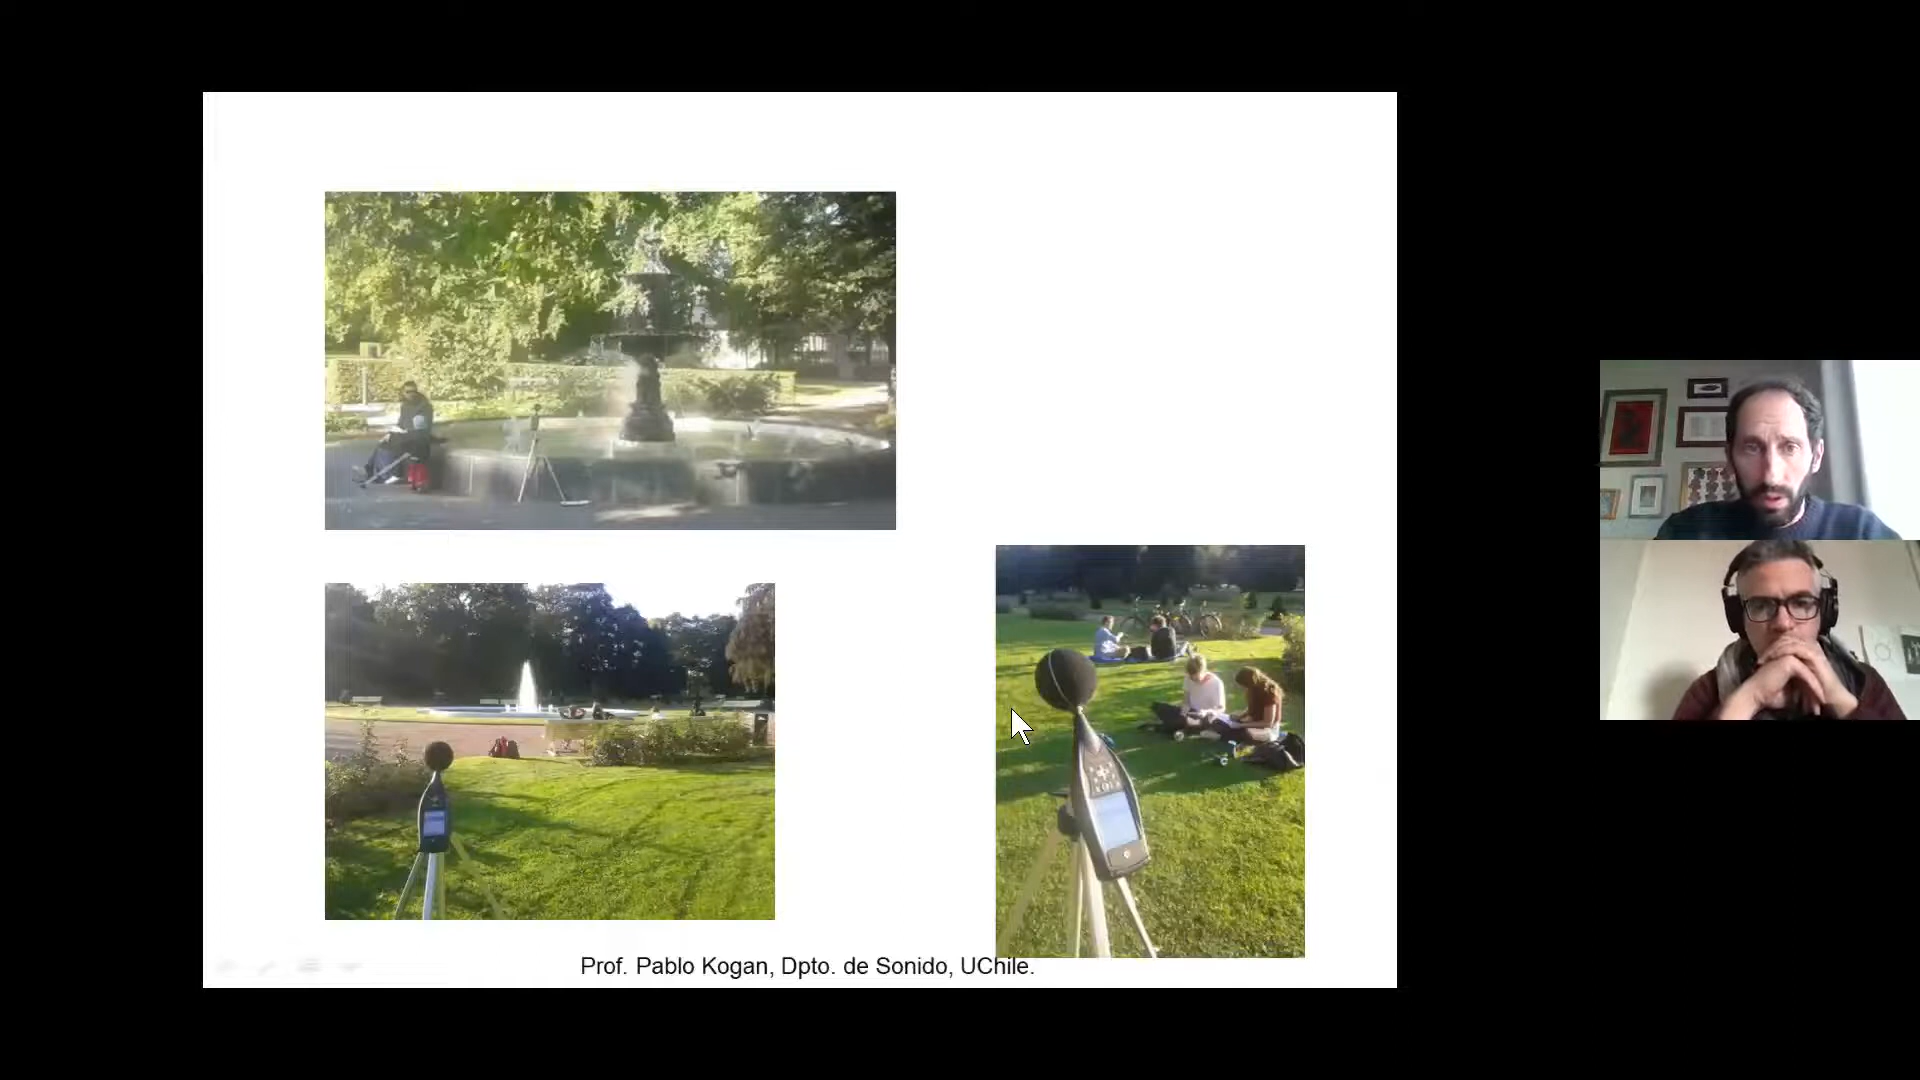 Prof. Pablo Kogan, Dpto. de Sonido, UChile.